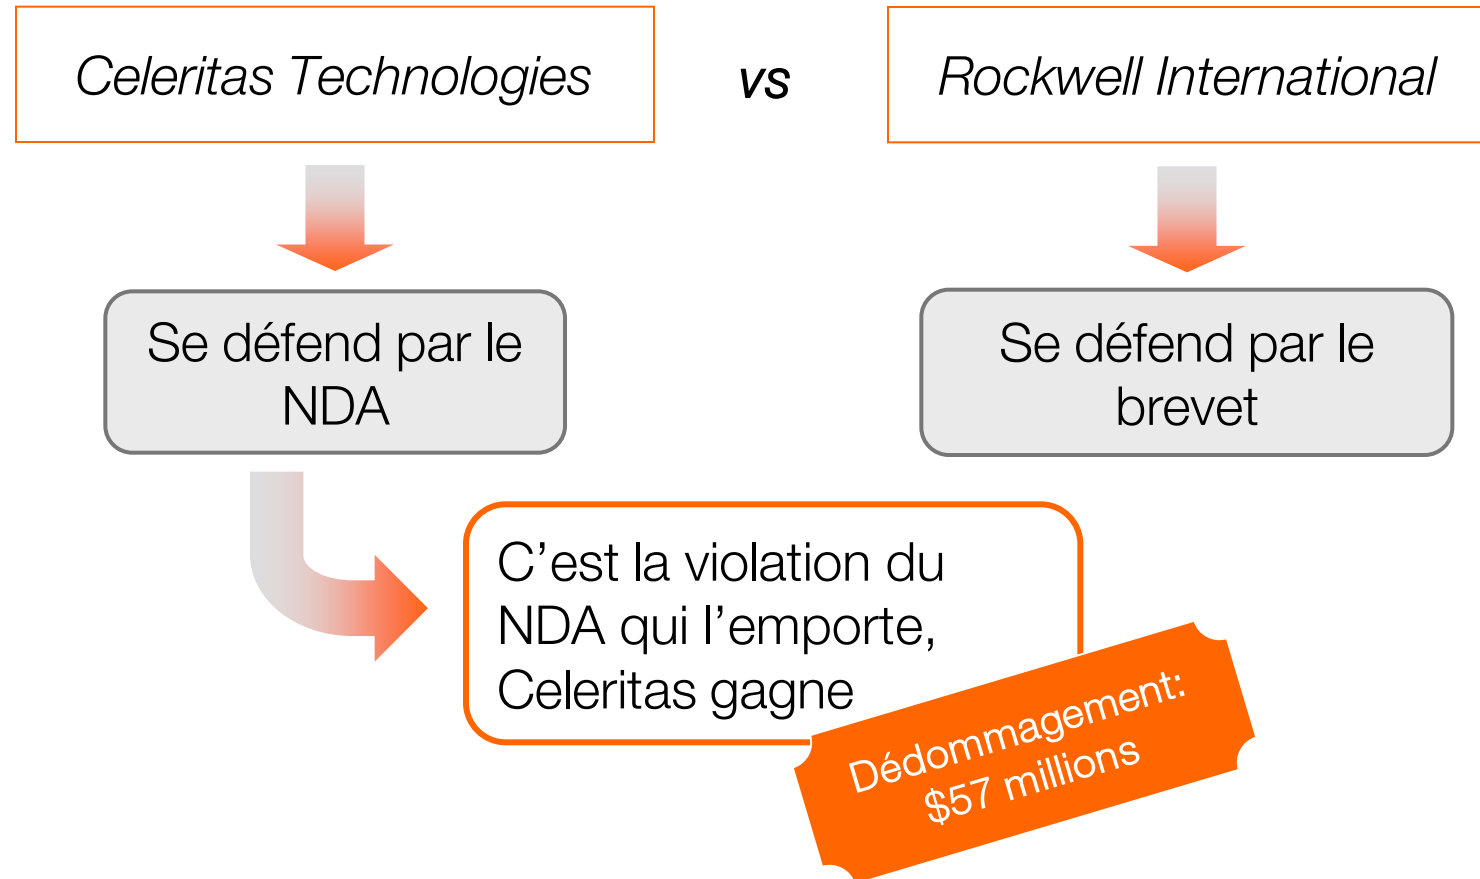 Celeritas Technologies
vs
Rockwell International
Se défend par le
NDA
Se défend par le
brevet
C’est la violation du
NDA qui l’emporte,
Celeritas gagne
Dédommagement:
$57 millions